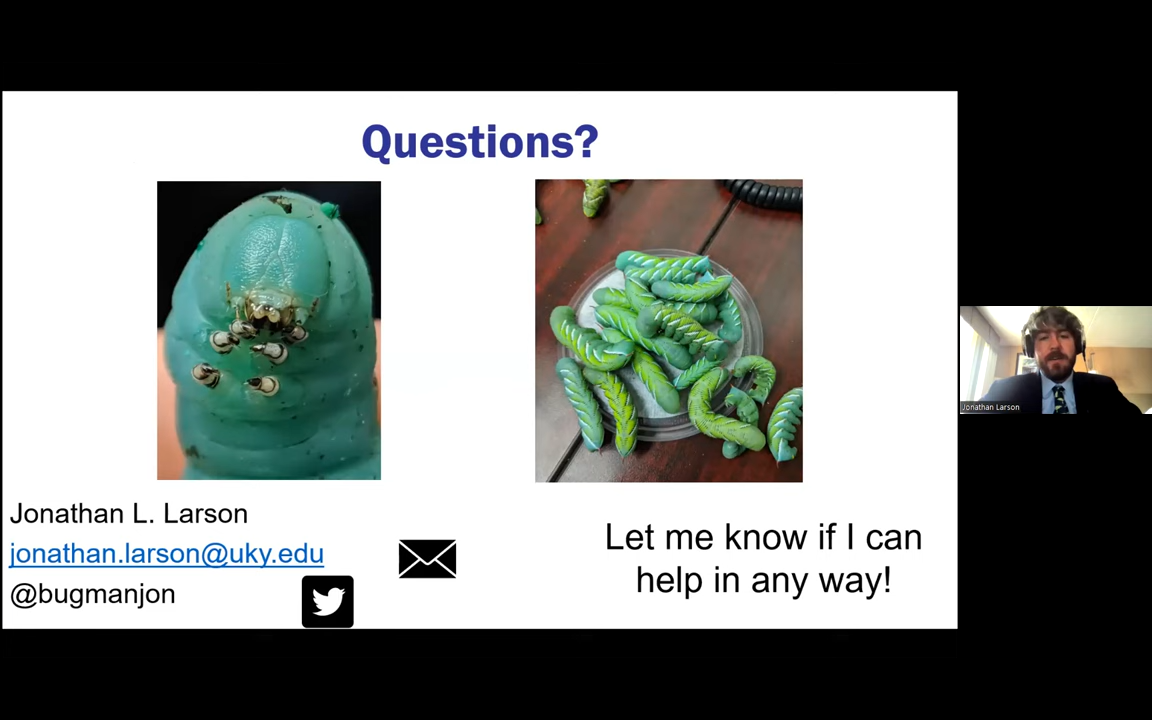 Questions?
Jonathan L. Larson
jonathan.larson@uky.edu
@bugmanjon
Let me know if I can
help in any way!
Jonathan Larson